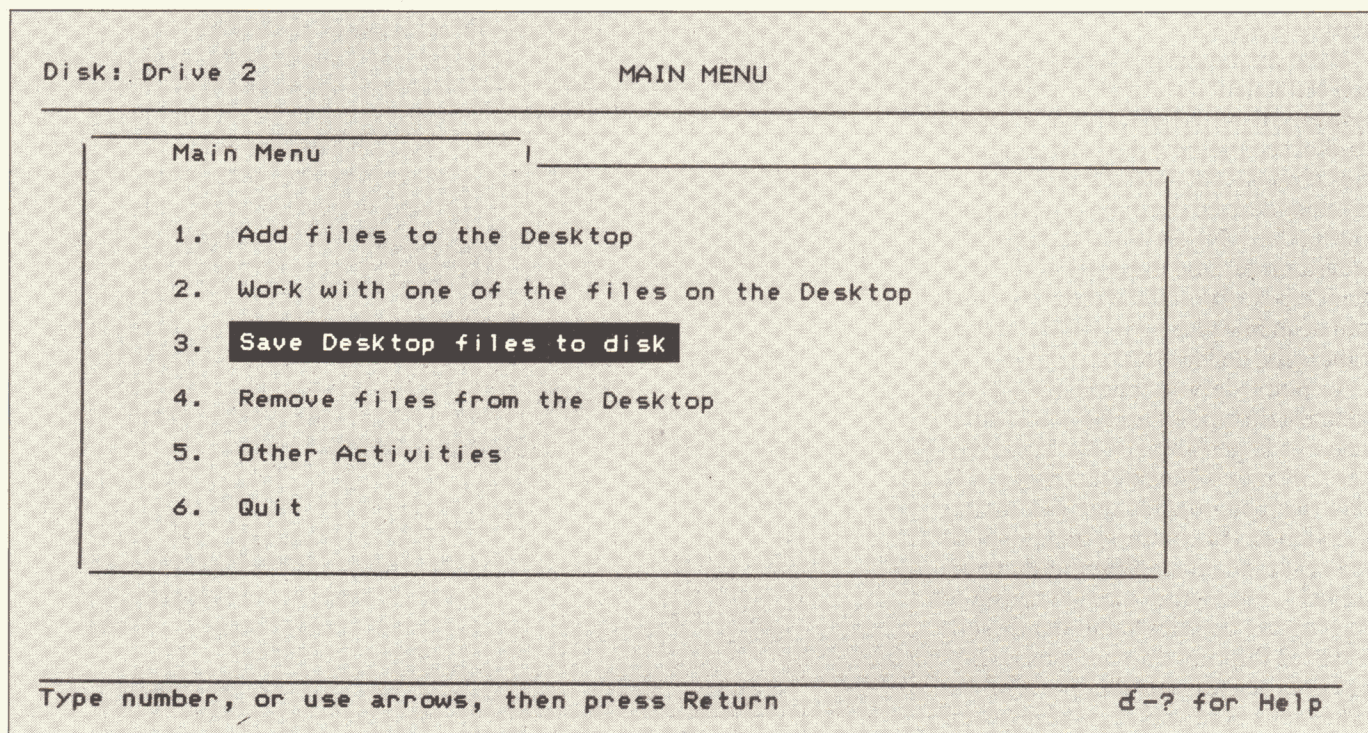 Disk: Drive 2 MAIN MENU
Main Menu
1. Add files to the Desktop
2. Work with one of the files on the Desktop
3. Save Desktop files to disk
4. Remove files from the Desktop
5. Other Activities
6. Quit
Type number, or use arrows, then press Return -? for Help